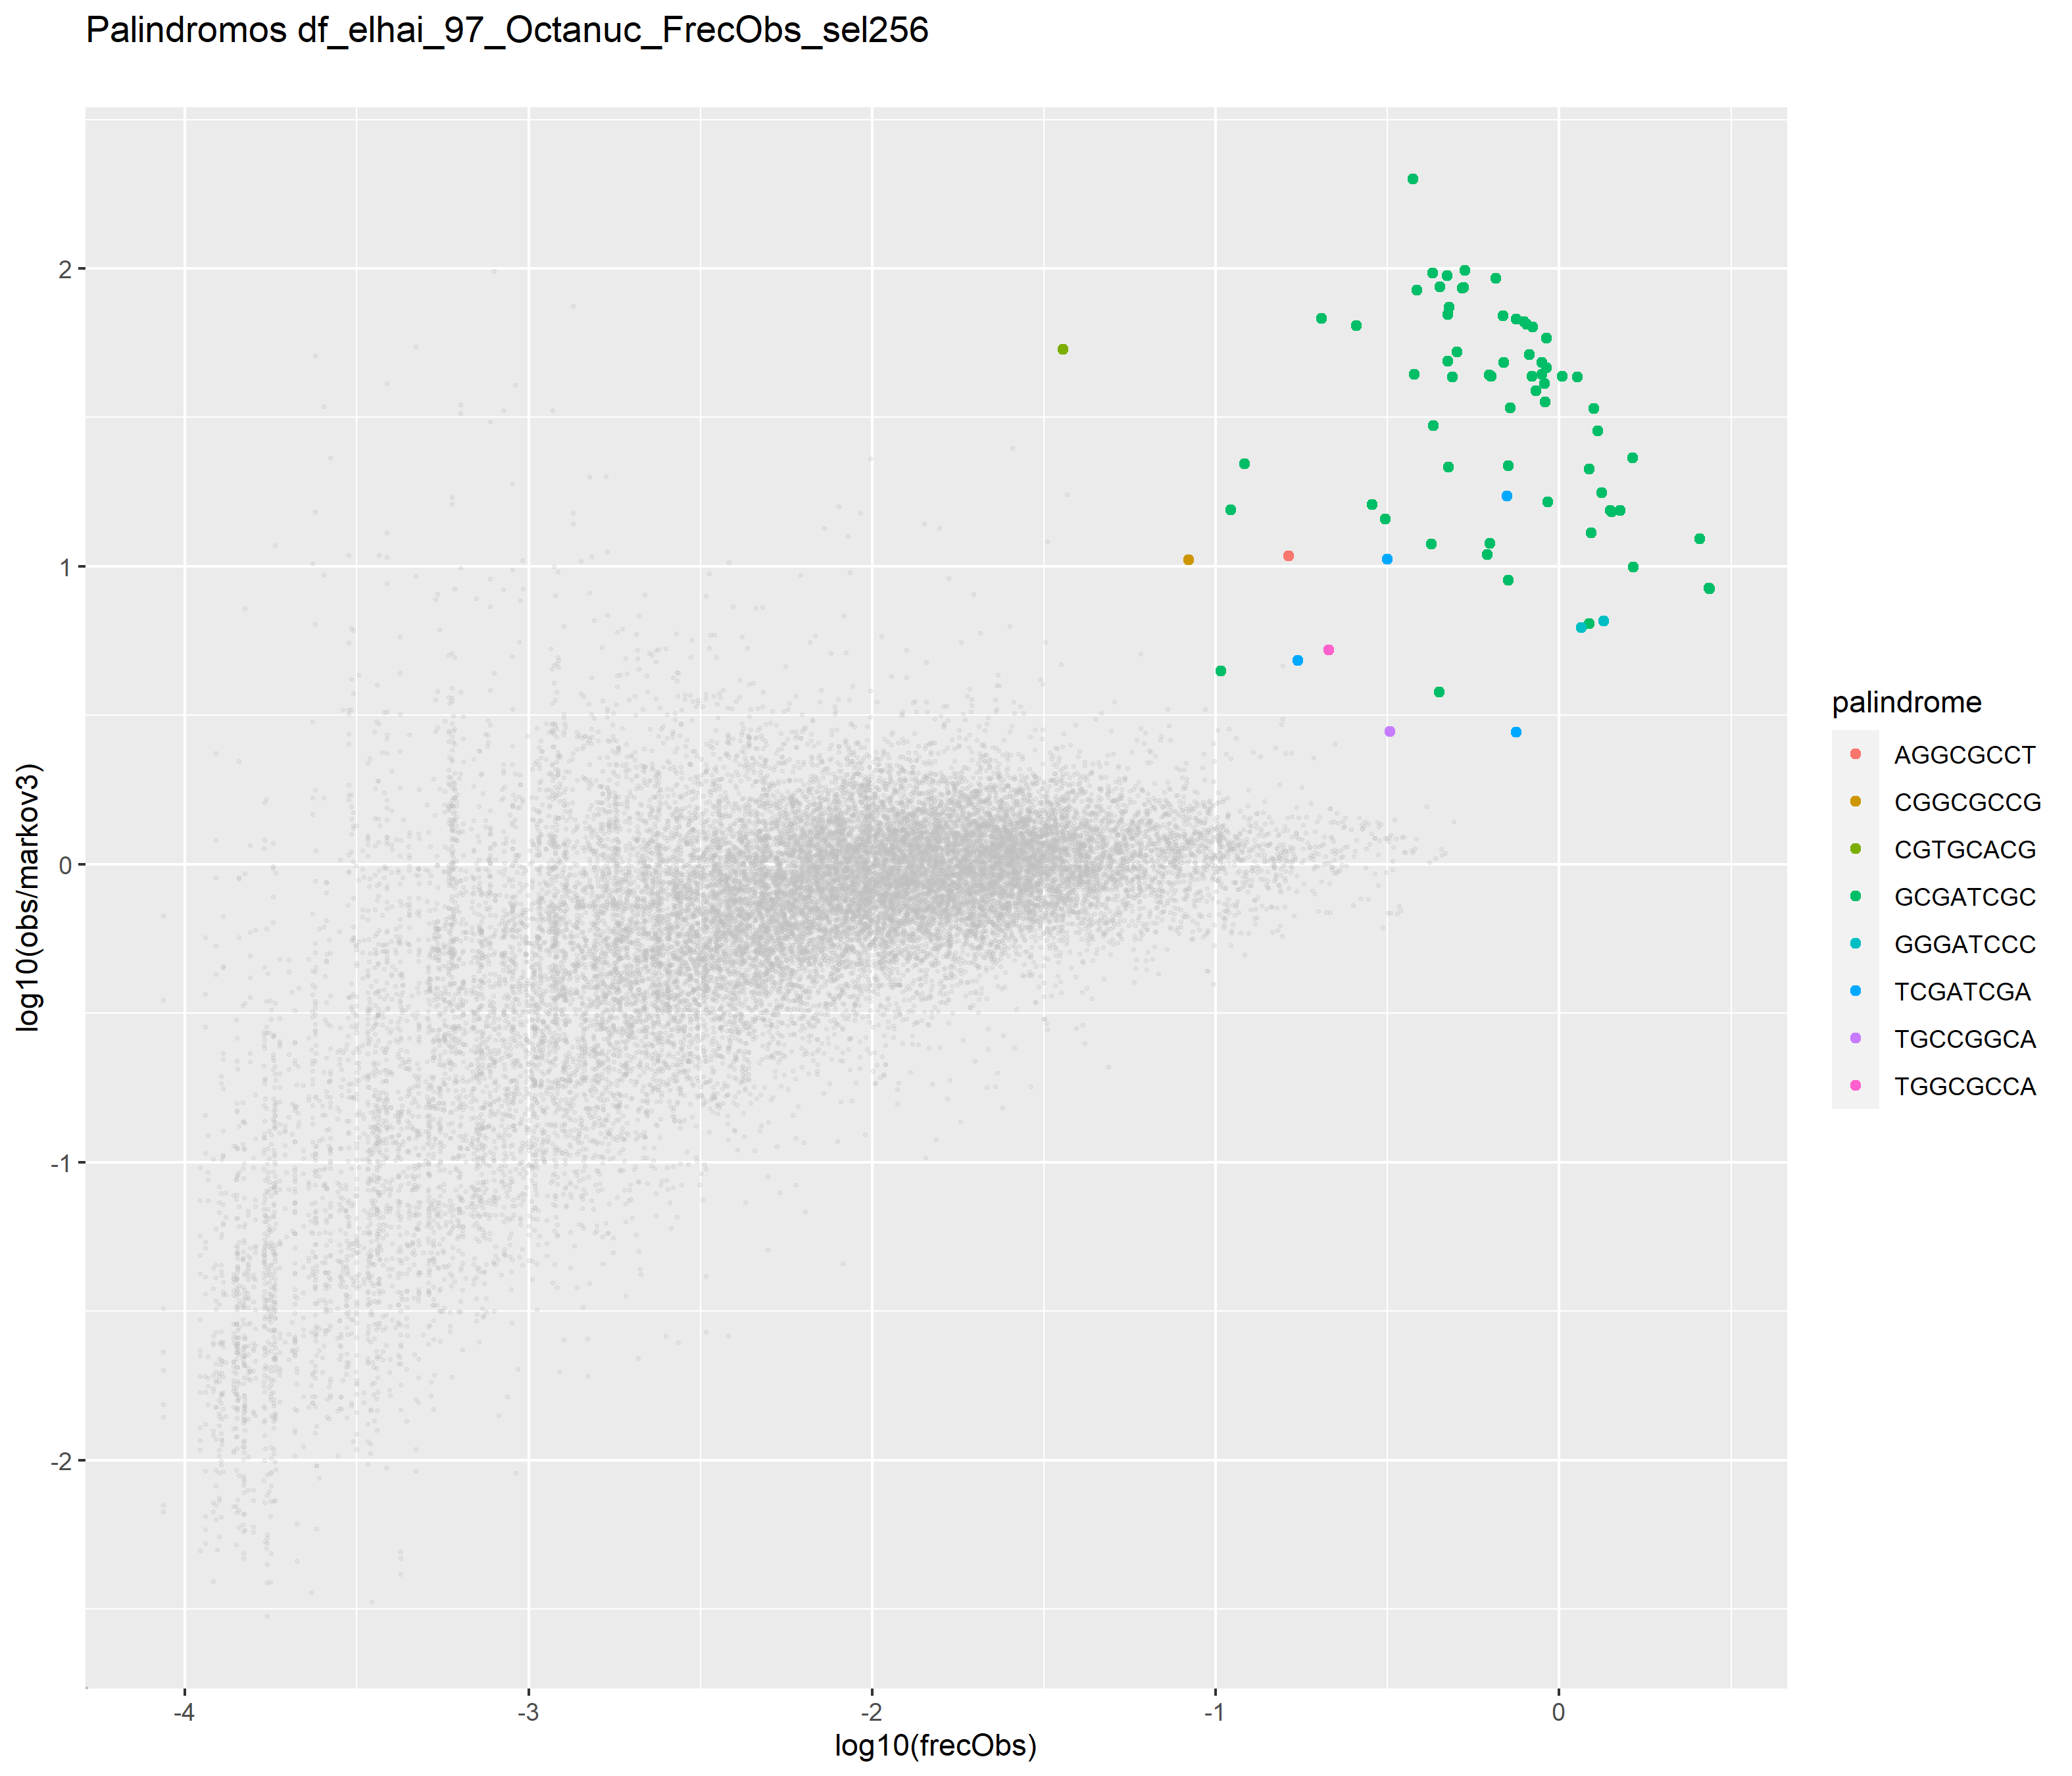 Palindromos df_elhai_97_Octanuc_FrecObs_sel256
2
1
0
-1
-2
log10(obs/markov3)
-4
-3
-2
-1
0
log10(frecObs)
palindrome
AGGCGCCT
CGGCGCCG
CGTGCACG
GCGATCGC
GGGATCCC
TCGATCGA
TGCCGGCA
TGGCGCCA